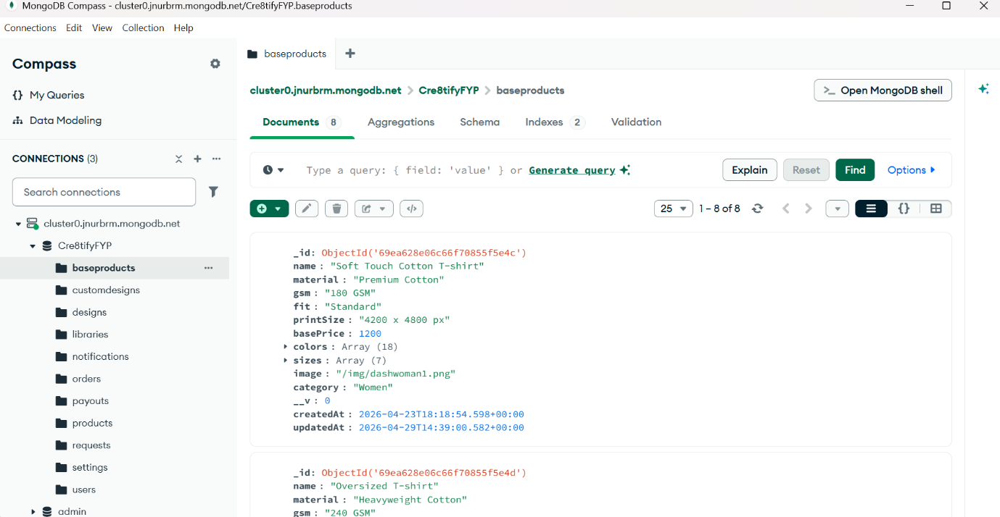 MongoDB Compass - cluster0.jnurbrm.mongodb.net/Cre8tifyFYP.baseproducts
Connections Edit View Collection Help
Compass
baseproducts
cluster0.jnurbrm.mongodb.net > Cre8tifyFYP > baseproducts
>_ Open MongoDB shell
{} My Queries
Data Modeling
Documents 8 Aggregations Schema Indexes 2 Validation
CONNECTIONS (3)
Type a query: { field: 'value' } or Generate query
Explain Reset Find Options
Search connections
25 1 – 8 of 8 {}
cluster0.jnurbrm.mongodb.net
Cre8tifyFYP
baseproducts
customdesigns
designs
libraries
notifications
orders
payouts
products
requests
settings
users
admin
_id: ObjectId('69ea628e06c66f70855f5e4c')
name : "Soft Touch Cotton T-shirt"
material : "Premium Cotton"
gsm : "180 GSM"
fit : "Standard"
printSize : "4200 x 4800 px"
basePrice : 1200
colors : Array (18)
sizes : Array (7)
image : "/img/dashwoman1.png"
category : "Women"
__v : 0
createdAt : 2026-04-23T18:18:54.598+00:00
updatedAt : 2026-04-29T14:39:00.582+00:00
_id: ObjectId('69ea628e06c66f70855f5e4d')
name : "Oversized T-shirt"
material : "Heavyweight Cotton"
gsm : "240 GSM"